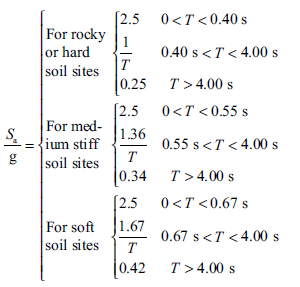 S_a/g =
For rocky or hard soil sites
2.5 0 < T < 0.40 s
1/T 0.40 s < T < 4.00 s
0.25 T > 4.00 s
For med-
ium stiff
soil sites
2.5 0 < T < 0.55 s
1.36/T 0.55 s < T < 4.00 s
0.34 T > 4.00 s
For soft
soil sites
2.5 0 < T < 0.67 s
1.67/T 0.67 s < T < 4.00 s
0.42 T > 4.00 s